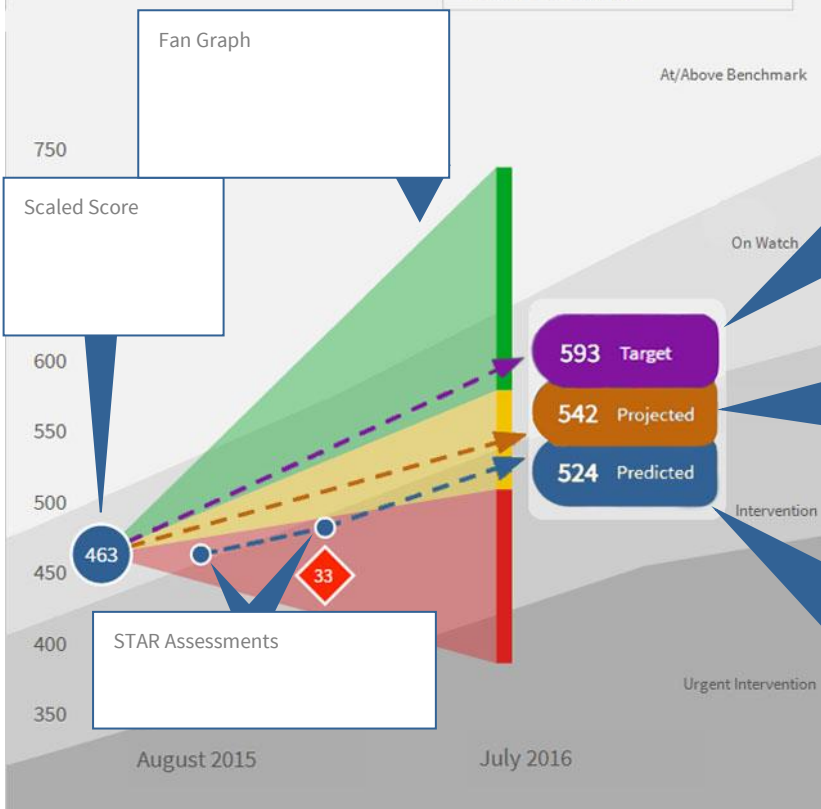 Fan Graph
At/Above Benchmark
750
Scaled Score
On Watch
600
593 Target
550
542 Projected
524 Predicted
500
Intervention
463
450
33
400
STAR Assessments
Urgent Intervention
350
August 2015
July 2016